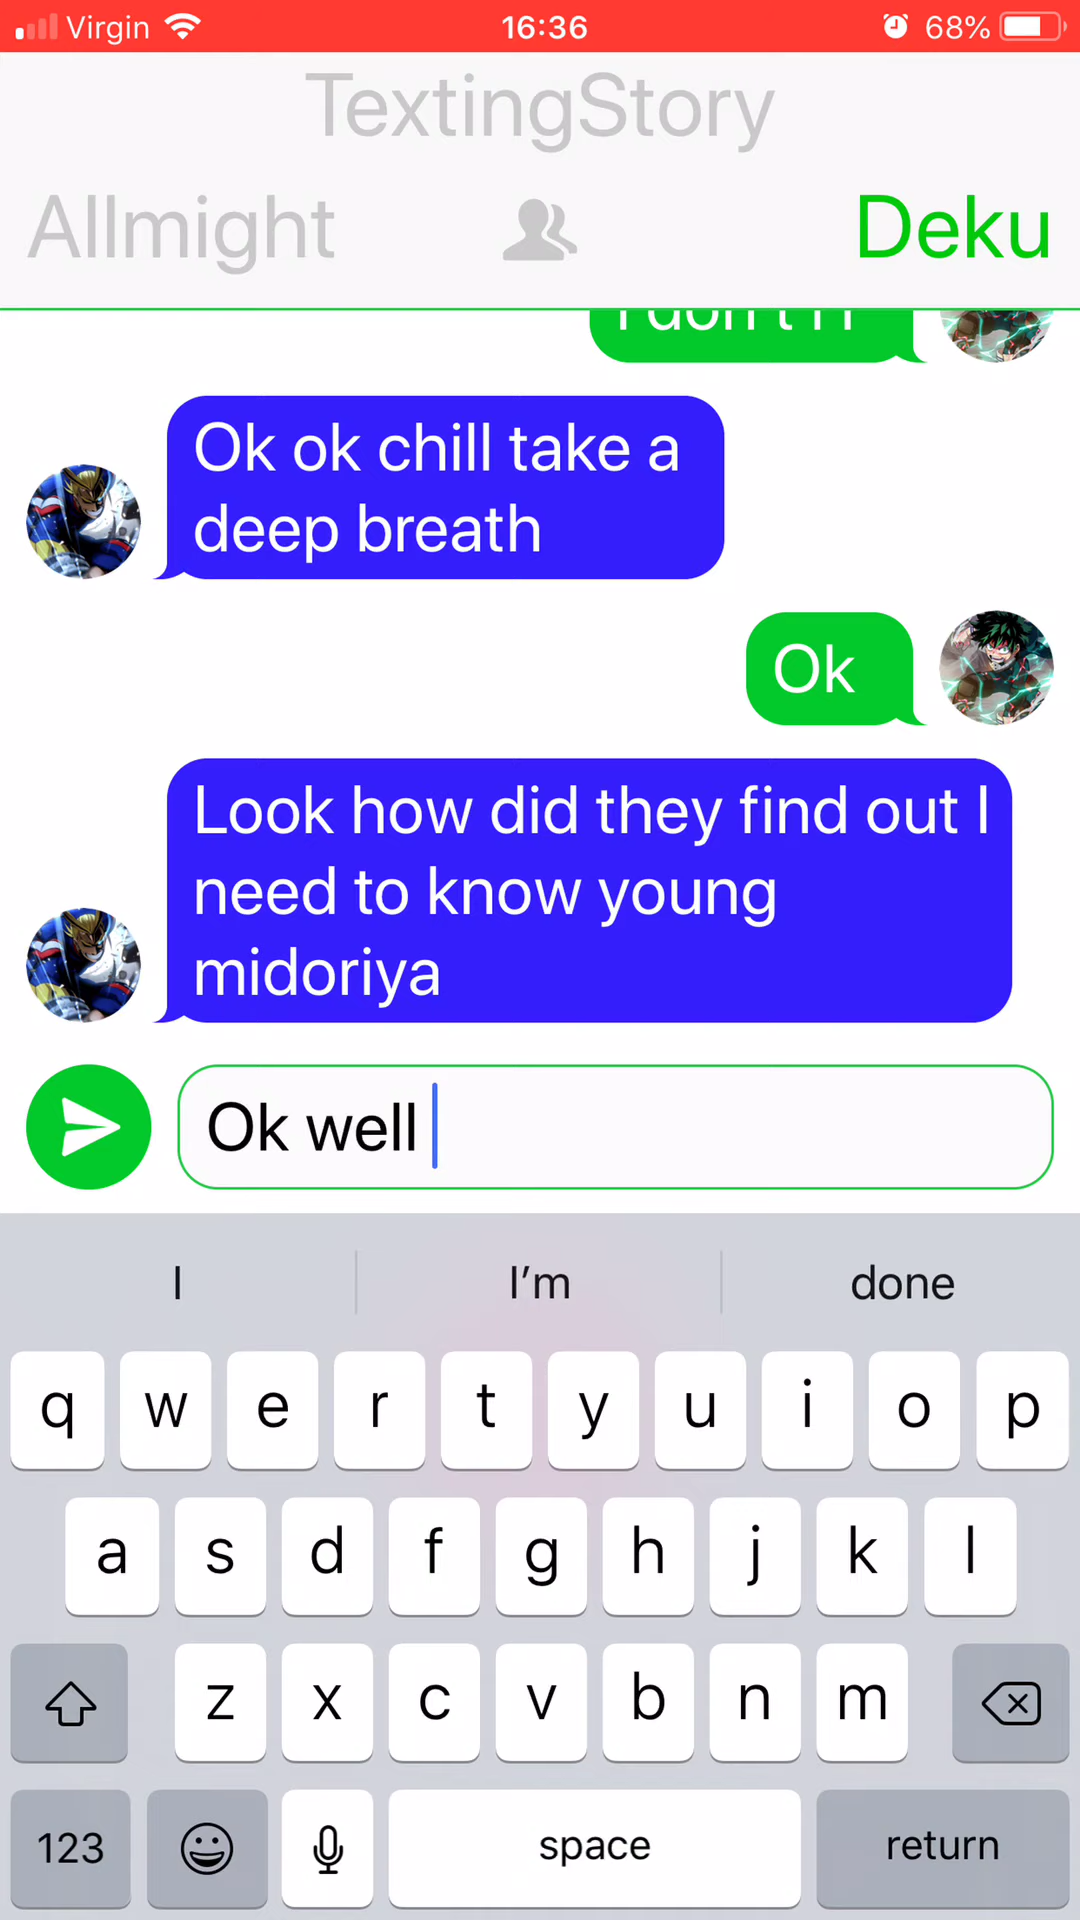 Virgin 16:36 68%
TextingStory
Allmight Deku
Ok ok chill take a
deep breath
Ok
Look how did they find out I
need to know young
midoriya
Ok well
I I'm done
q w e r t y u i o p
a s d f g h j k l
z x c v b n m
123 space return